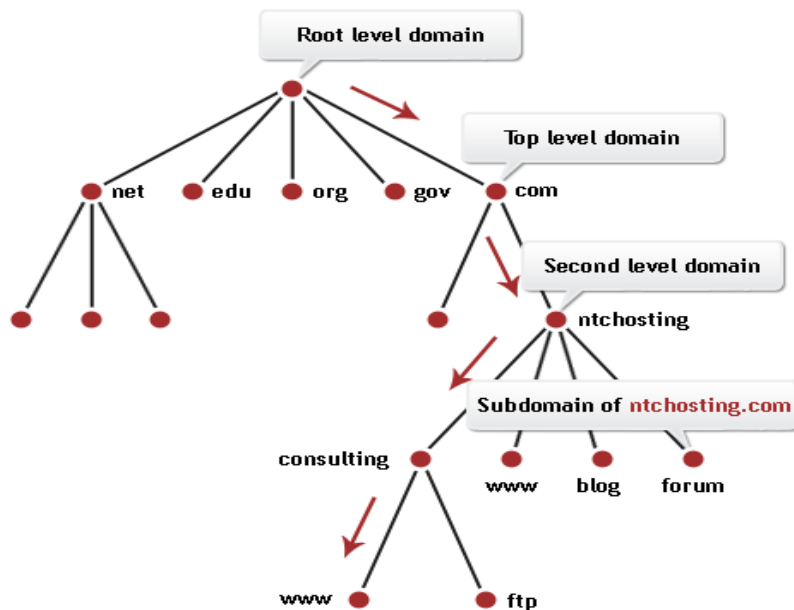 Root level domain
Top level domain
net
edu
org
gov
com
Second level domain
ntchosting
Subdomain of ntchosting.com
consulting
www
blog
forum
www
ftp